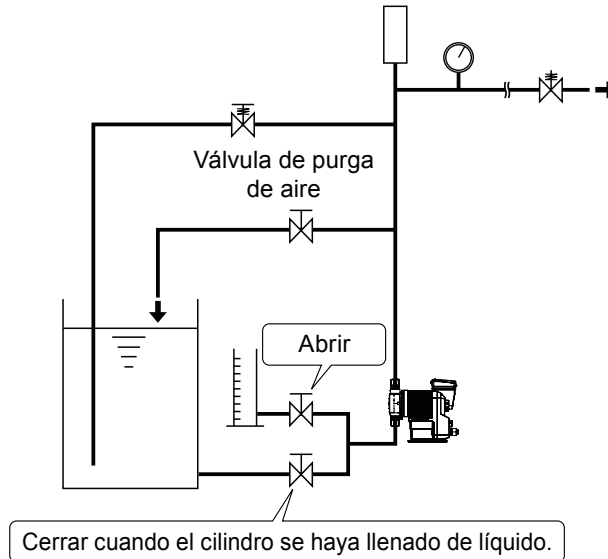 Válvula de purga
de aire
Abrir
Cerrar cuando el cilindro se haya llenado de líquido.